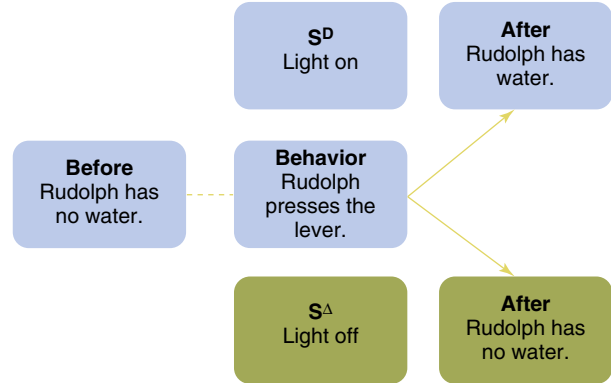 Sᴰ
Light on
After
Rudolph has
water.
Before
Rudolph has
no water.
Behavior
Rudolph
presses the
lever.
S^Δ
Light off
After
Rudolph has
no water.